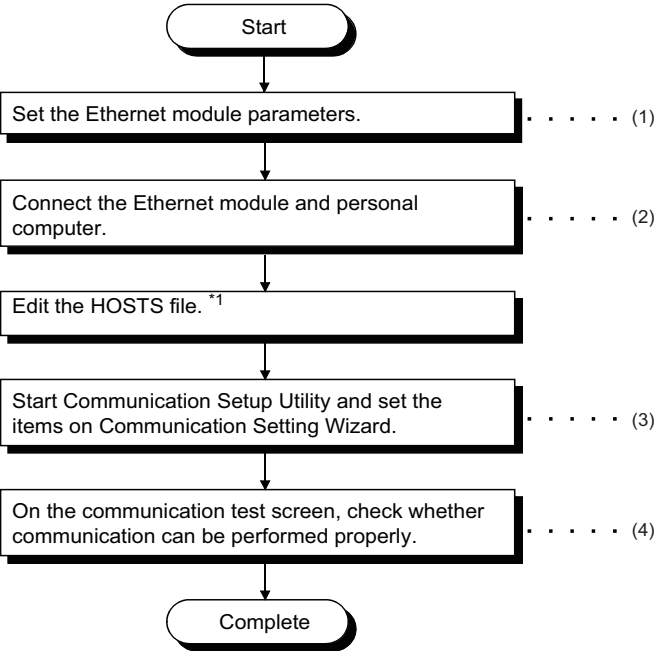 Start
Set the Ethernet module parameters. . . . . . (1)
Connect the Ethernet module and personal
computer. . . . . . (2)
Edit the HOSTS file. *1
Start Communication Setup Utility and set the
items on Communication Setting Wizard. . . . . . (3)
On the communication test screen, check whether
communication can be performed properly. . . . . . (4)
Complete